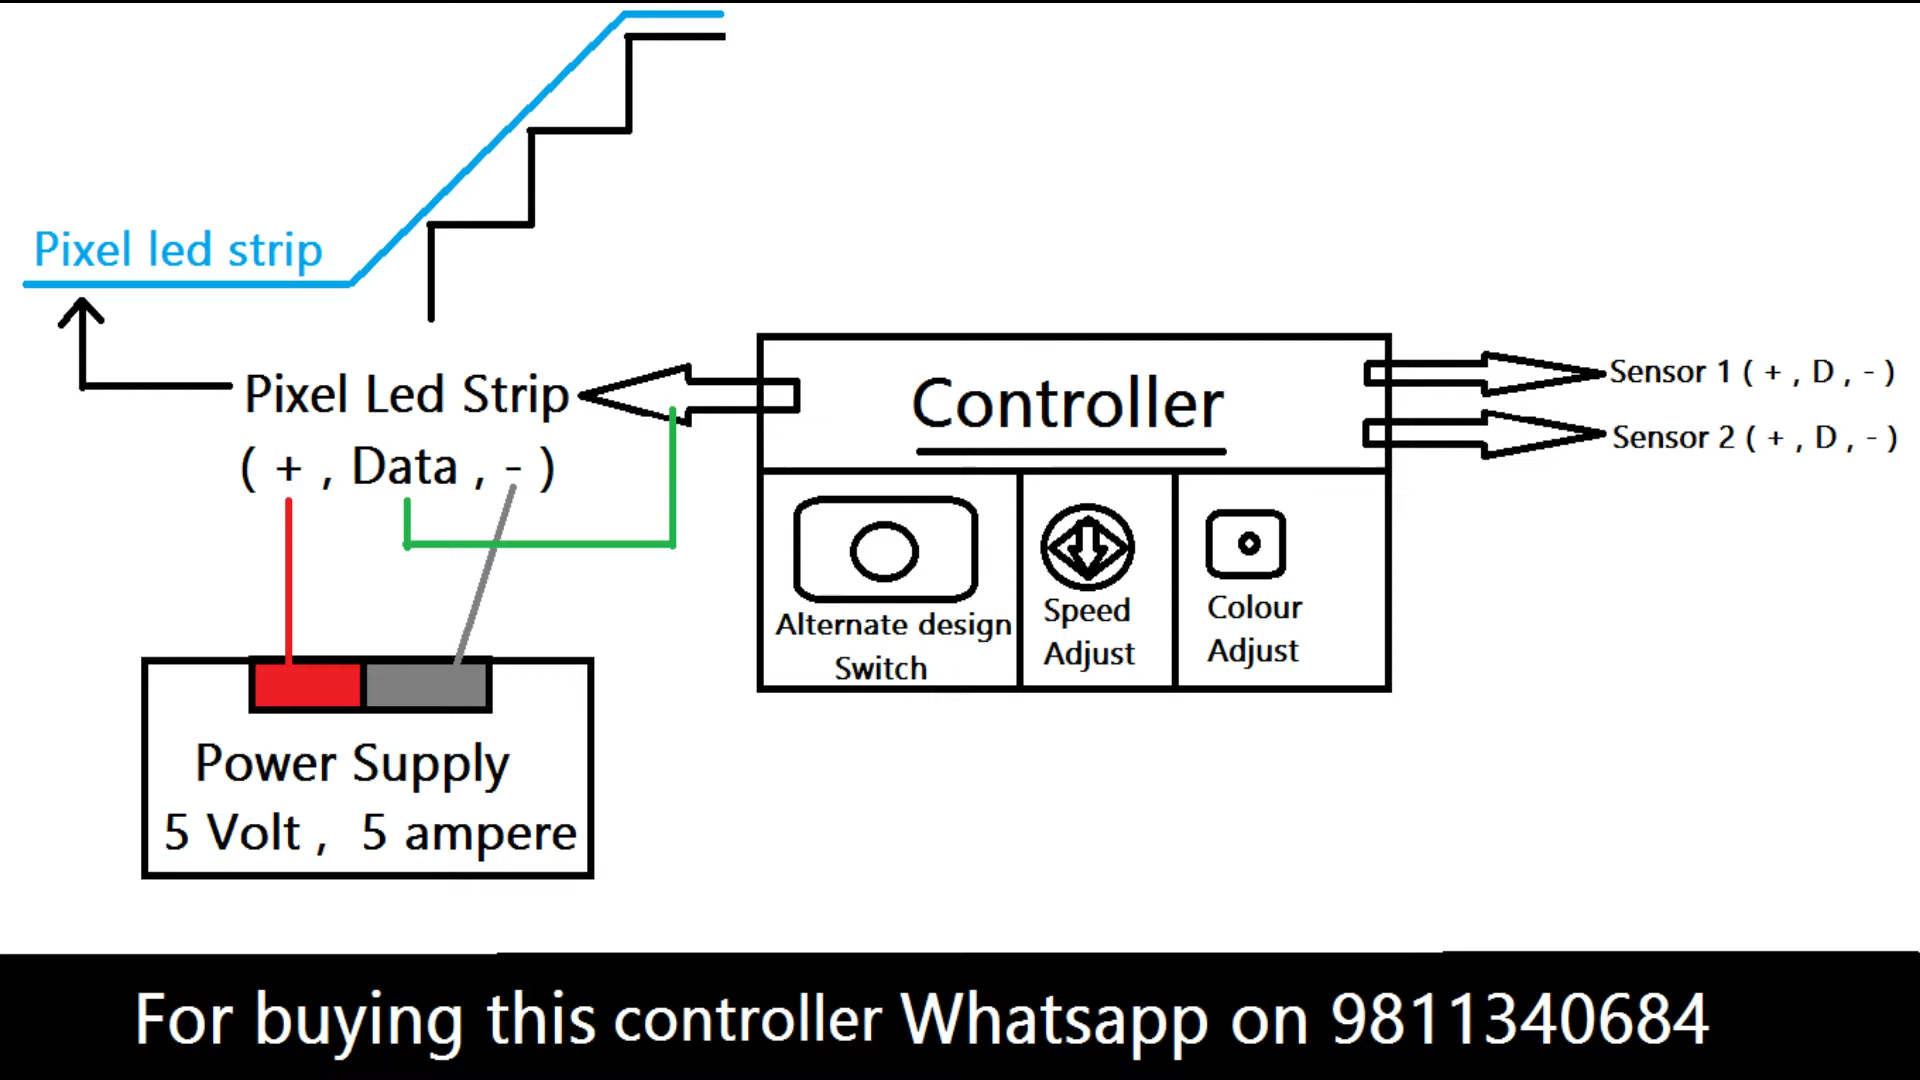 Pixel led strip
Pixel Led Strip
( + , Data , - )
Controller
Sensor 1 ( + , D , - )
Sensor 2 ( + , D , - )
Alternate design
Switch
Speed
Adjust
Colour
Adjust
Power Supply
5 Volt , 5 ampere
For buying this controller Whatsapp on 9811340684